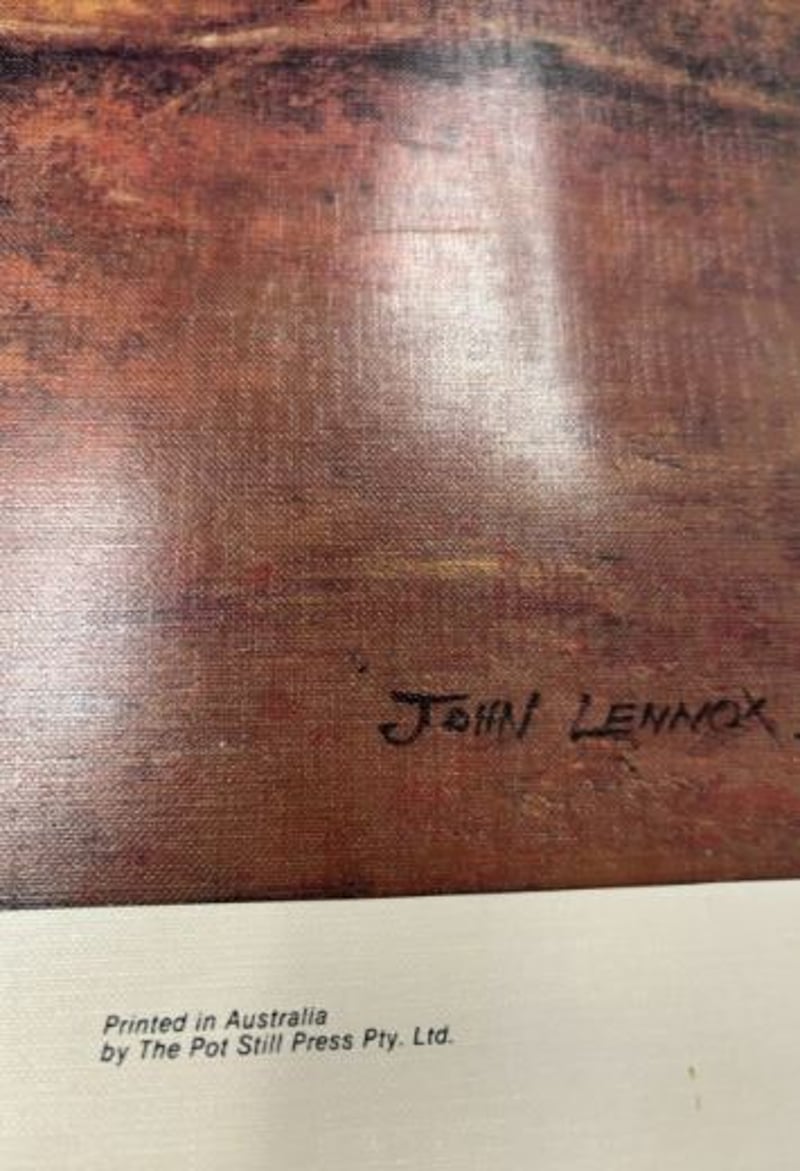 JOHN LENNOX.
Printed in Australia
by The Pot Still Press Pty. Ltd.